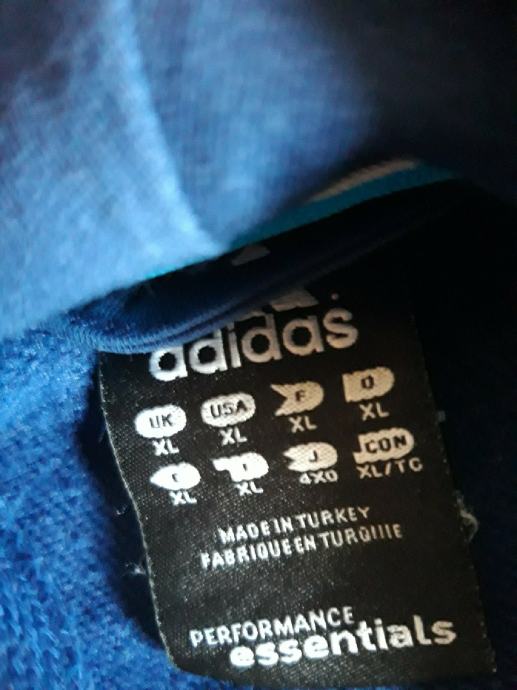 adidas
UK USA F D
XL XL XL XL
E I J CON
XL XL 4XO XL/TG
MADE IN TURKEY
FABRIQUE EN TURQUIE
PERFORMANCE
essentials